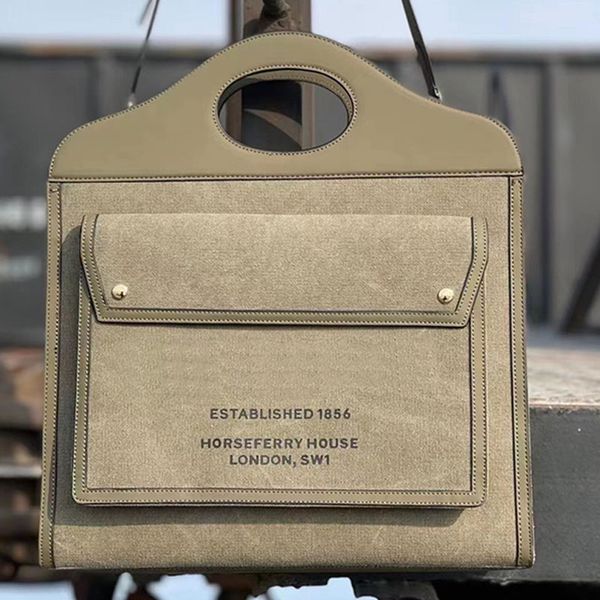 ESTABLISHED 1856
HORSEFERRY HOUSE
LONDON, SW1